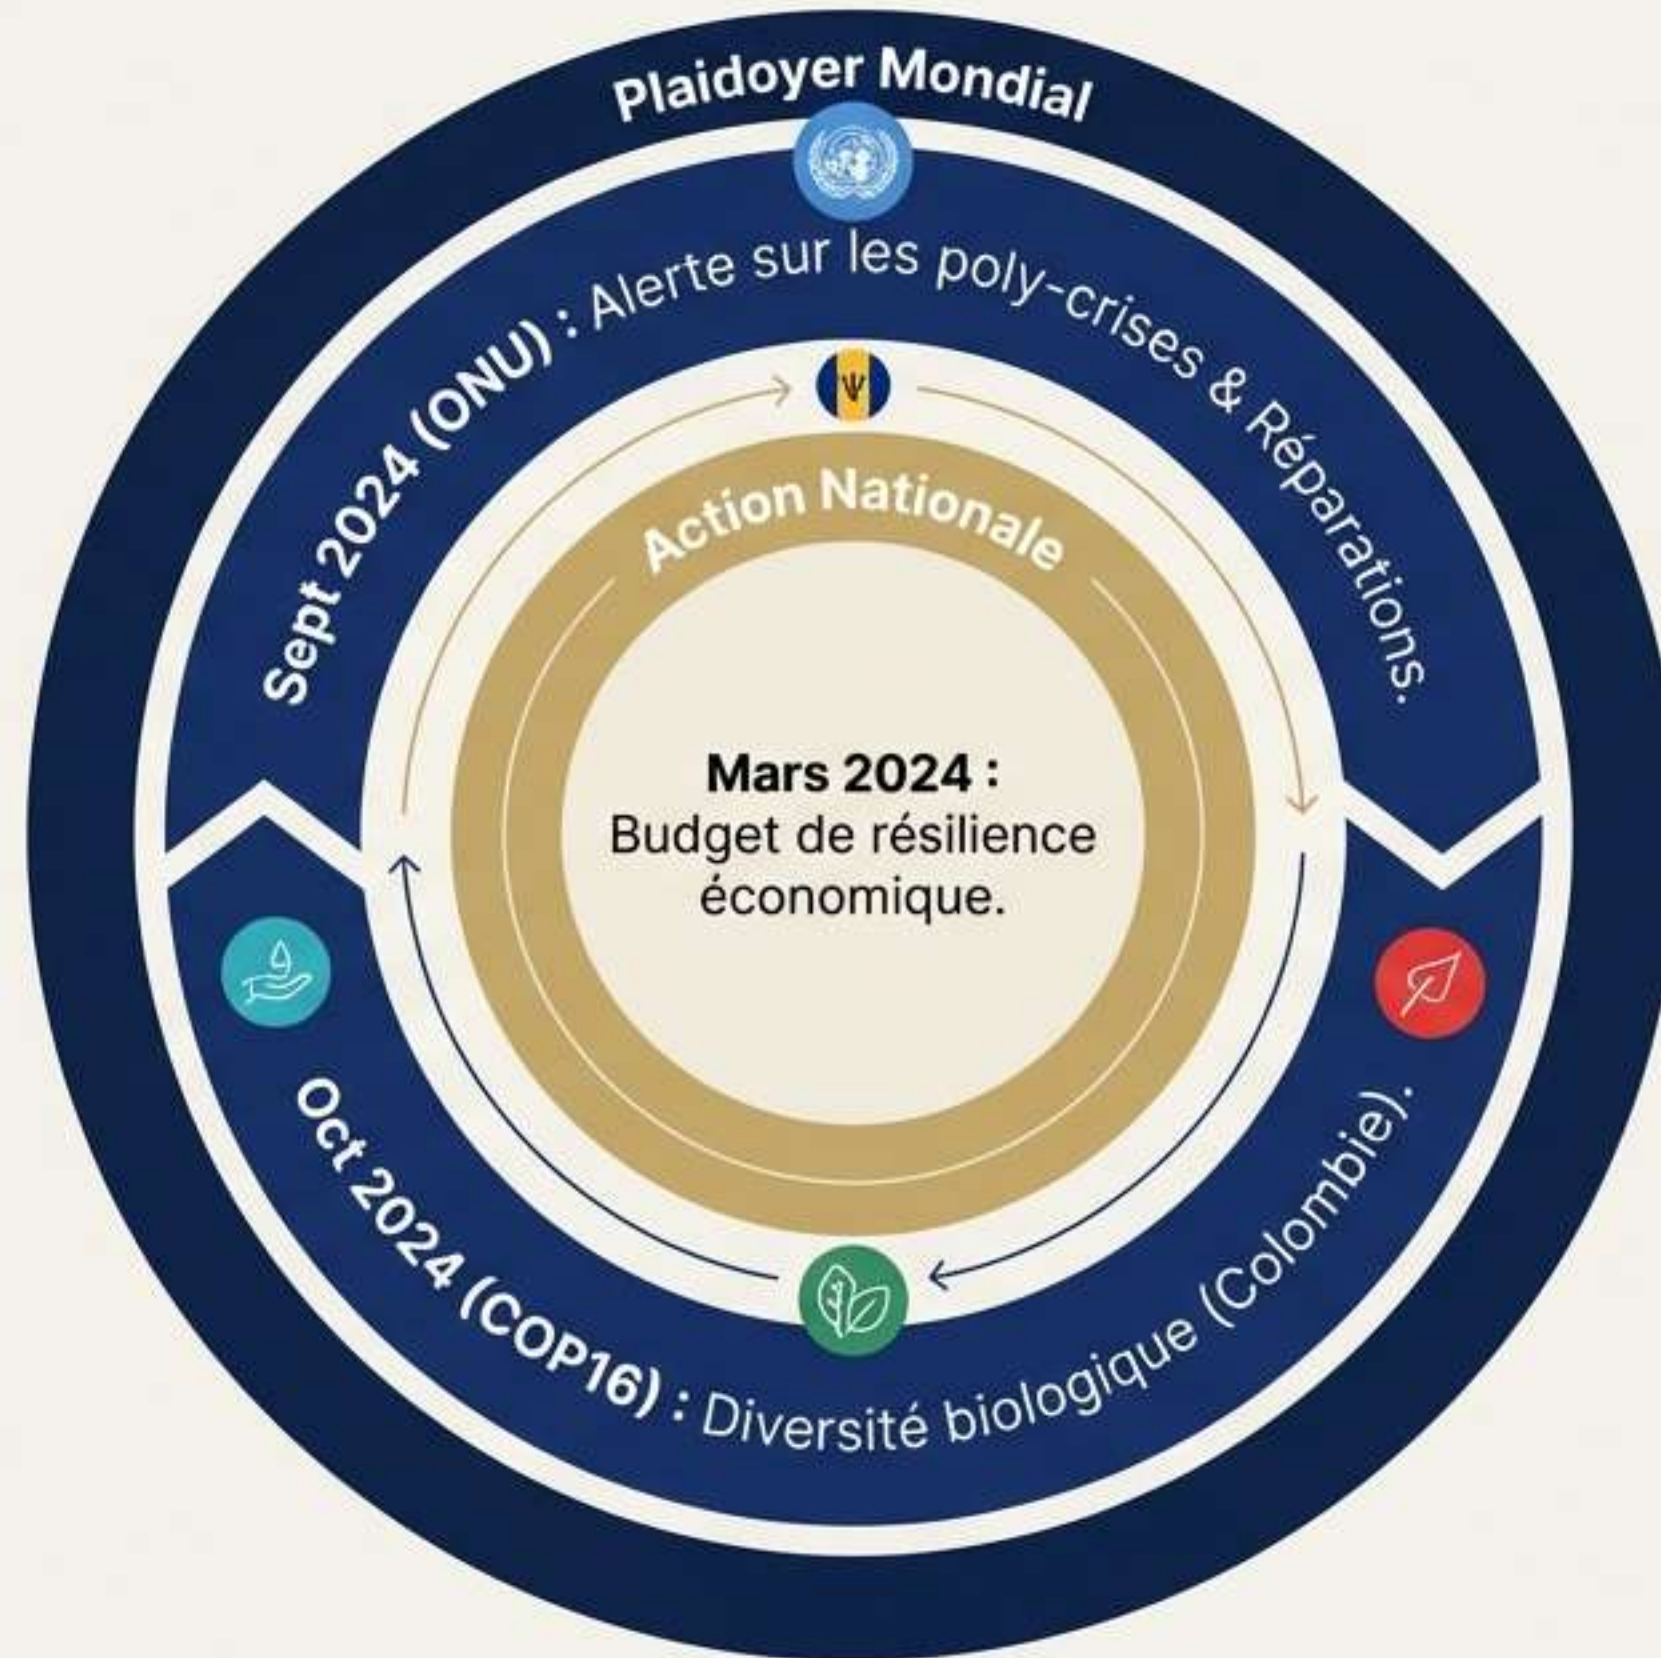 Plaidoyer Mondial
Sept 2024 (ONU) : Alerte sur les poly-crises & Réparations.
Action Nationale
Mars 2024 :
Budget de résilience
économique.
Oct 2024 (COP16) : Diversité biologique (Colombie).